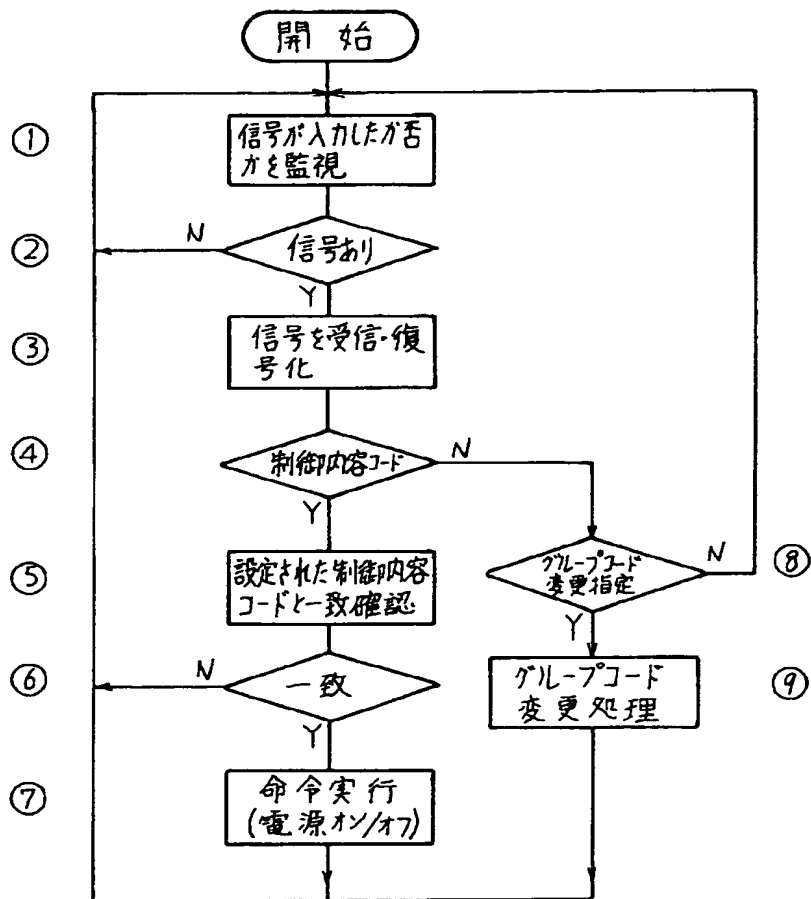 開始
①
信号が入力したか否
かを監視
②
N
信号あり
Y
③
信号を受信・復
号化
④
制御内容コード
N
Y
⑤
設定された制御内容
コードと一致確認
グループコード
変更指定
N
⑧
Y
⑥
N
一致
Y
グループコード
変更処理
⑨
⑦
命令実行
(電源オン/オフ)